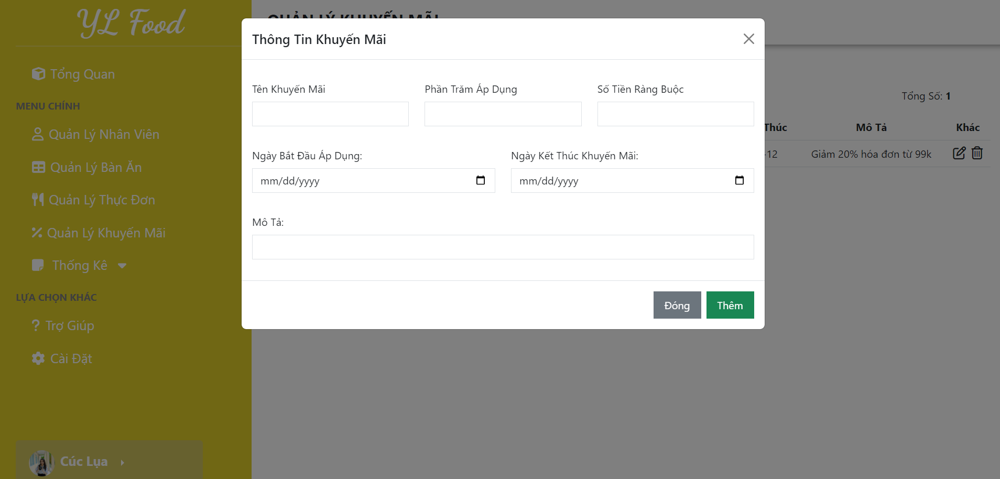 YL Food
Tổng Quan
MENU CHÍNH
Quản Lý Nhân Viên
Quản Lý Bàn Ăn
Quản Lý Thực Đơn
Quản Lý Khuyến Mãi
Thống Kê
LỰA CHỌN KHÁC
Trợ Giúp
Cài Đặt
Cúc Lụa
QUẢN LÝ KHUYẾN MÃI
Thông Tin Khuyến Mãi
Tên Khuyến Mãi
Phần Trăm Áp Dụng
Số Tiền Ràng Buộc
Ngày Bắt Đầu Áp Dụng:
Ngày Kết Thúc Khuyến Mãi:
mm/dd/yyyy
mm/dd/yyyy
Mô Tả:
Đóng
Thêm
Tổng Số: 1
Thúc
Mô Tả
Khác
-12
Giảm 20% hóa đơn từ 99k